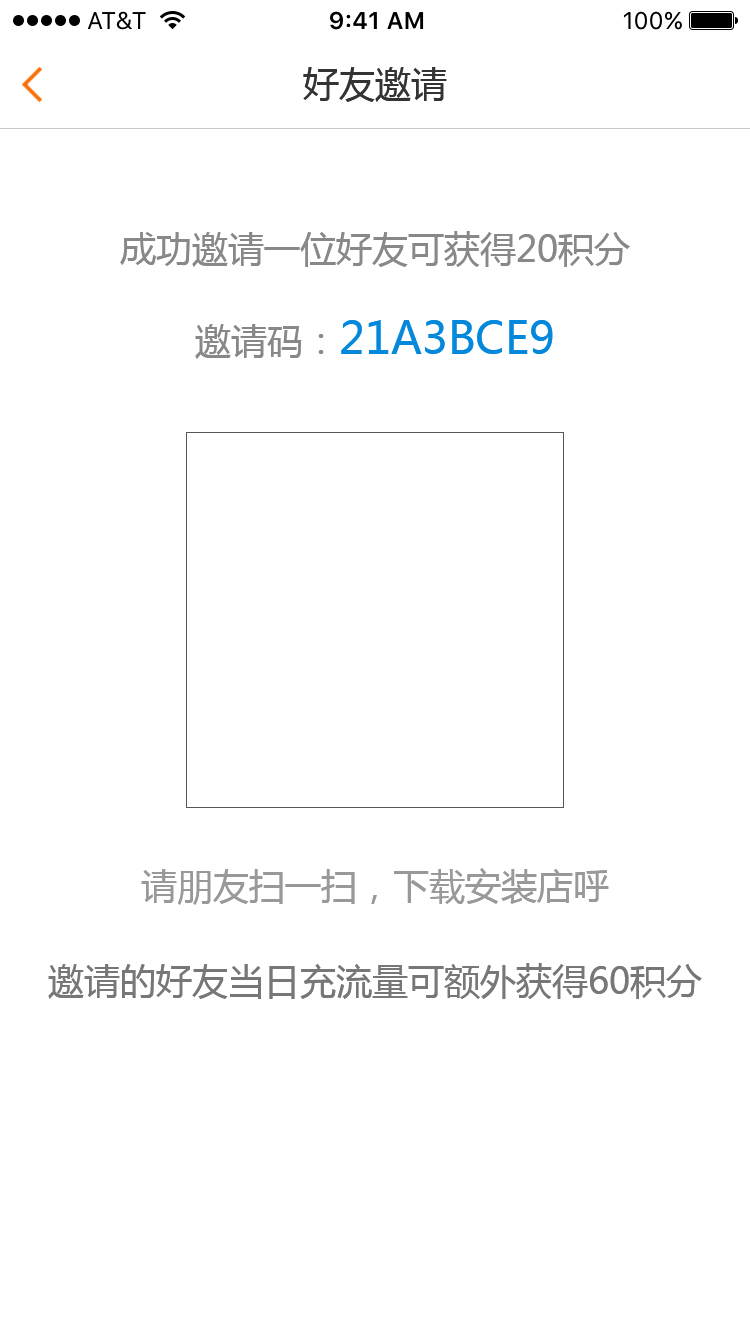 AT&T 9:41 AM 100%
好友邀请
成功邀请一位好友可获得20积分
邀请码：21A3BCE9
请朋友扫一扫，下载安装店呼
邀请的好友当日充流量可额外获得60积分